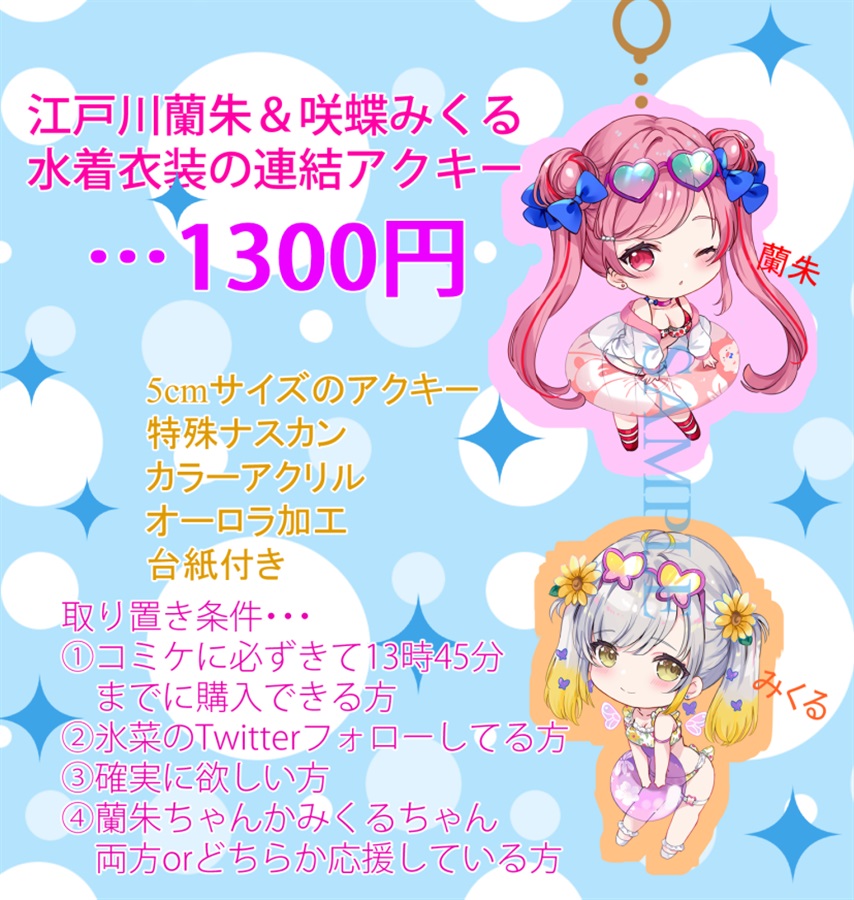 江戸川蘭朱&咲蝶みくる
水着衣装の連結アクキー
…1300円
蘭朱
5cmサイズのアクキー
特殊ナスカン
カラーアクリル
オーロラ加工
台紙付き
SAMPLE
取り置き条件・・・
①コミケに必ずきて13時45分
までに購入できる方
②氷菜のTwitterフォローしてる方
③確実に欲しい方
④蘭朱ちゃんかみくるちゃん
両方orどちらか応援している方
みくる